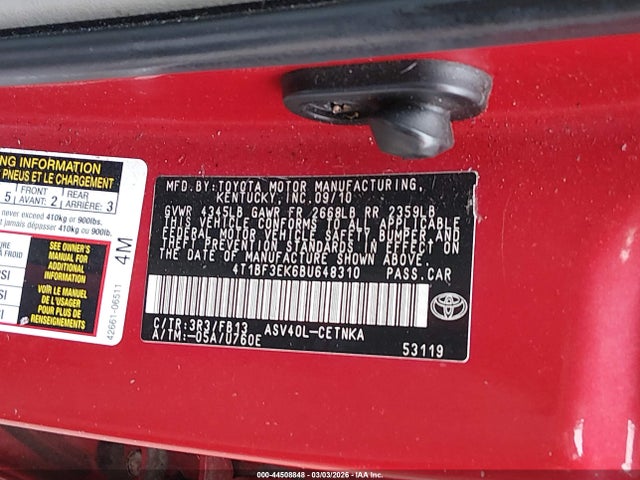 NG INFORMATION
PNEUS ET LE CHARGEMENT
5 FRONT AVANT: 2 REAR ARRIÈRE: 3
never exceed 410kg or 900lbs.
t jamais dépasser 410kg or 900lbs.
SEE OWNER'S
MANUAL FOR
ADDITIONAL
INFORMATION
VOIR LE MANUEL
DE L'USAGER
POUR PLUS DE
RENSEIGNEMENTS
4M
42661-06511
MFD.BY:TOYOTA MOTOR MANUFACTURING,
KENTUCKY, INC.09/10
GVWR 4345LB GAWR FR 2668LB RR 2359LB
THIS VEHICLE CONFORMS TO ALL APPLICABLE
FEDERAL MOTOR VEHICLE SAFETY, BUMPER, AND
THEFT PREVENTION STANDARDS IN EFFECT ON
THE DATE OF MANUFACTURE SHOWN ABOVE.
4T1BF3EK6BU648310 PASS.CAR
C/TR:3R3/FB13 ASV40L-CETNKA
A/TM:-05A/U760E
53119
000-44508848 - 03/03/2026 - IAA Inc.